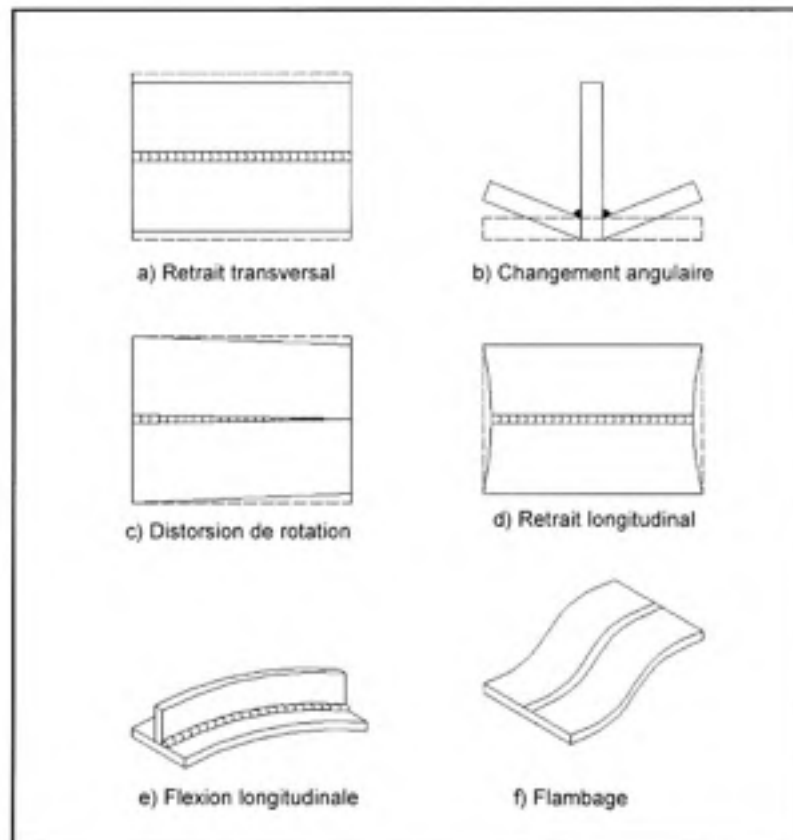 a) Retrait transversal
b) Changement angulaire
c) Distorsion de rotation
d) Retrait longitudinal
e) Flexion longitudinale
f) Flambage